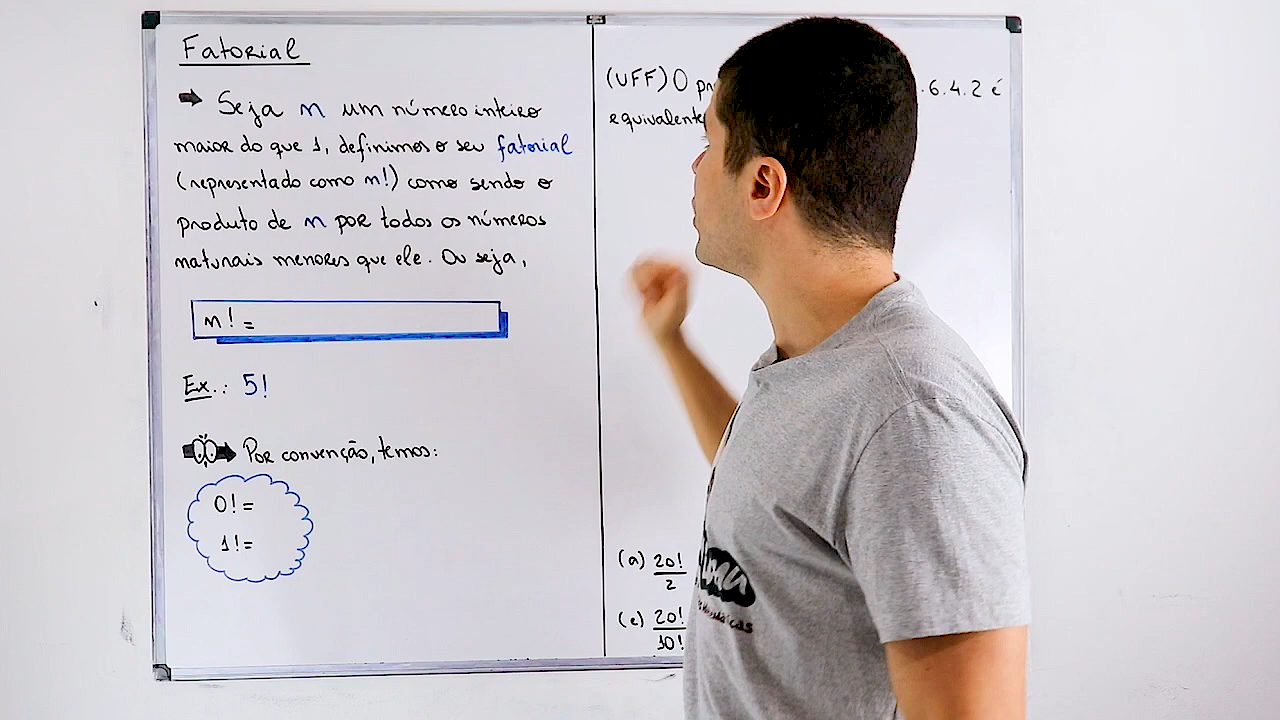 Fatorial
Seja n um número inteiro
maior do que 1, definimos o seu fatorial
(representado como n!) como sendo o
produto de n por todos os números
naturais menores que ele. Ou seja,
n! =
Ex.: 5!
Por convenção, temos:
0! =
1! =
(UFF) O .6.4.2 é
equivalente
(a) 20!
2
(e) 20!
10!